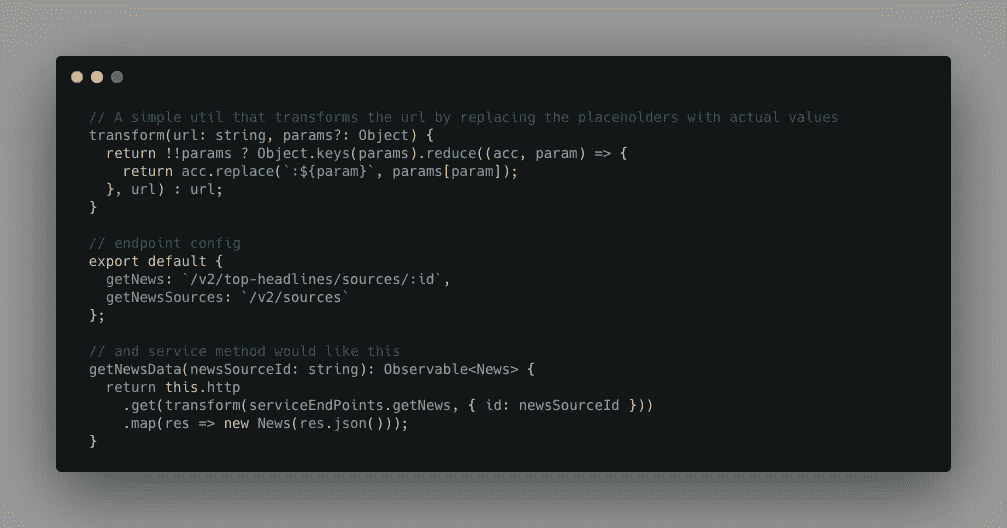 // A simple util that transforms the url by replacing the placeholders with actual values
transform(url: string, params?: Object) {
  return !!params ? Object.keys(params).reduce((acc, param) => {
    return acc.replace(`:${param}`, params[param]);
  }, url) : url;
}
// endpoint config
export default {
  getNews: `/v2/top-headlines/sources/:id`,
  getNewsSources: `/v2/sources`
};
// and service method would like this
getNewsData(newsSourceId: string): Observable<News> {
  return this.http
    .get(transform(serviceEndPoints.getNews, { id: newsSourceId }))
    .map(res => new News(res.json()));
}